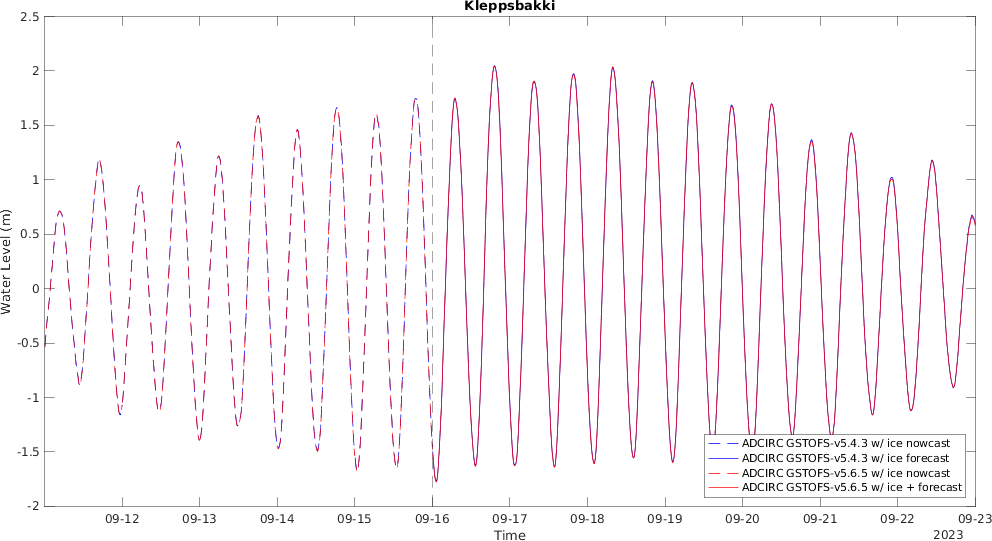 Kleppsbakki
2.5
2
1.5
1
0.5
0
-0.5
-1
-1.5
-2
Water Level (m)
ADCIRC GSTOFS-v5.4.3 w/ ice nowcast
ADCIRC GSTOFS-v5.4.3 w/ ice forecast
ADCIRC GSTOFS-v5.6.5 w/ ice nowcast
ADCIRC GSTOFS-v5.6.5 w/ ice + forecast
09-12 09-13 09-14 09-15 09-16 09-17 09-18 09-19 09-20 09-21 09-22 09-23
Time
2023